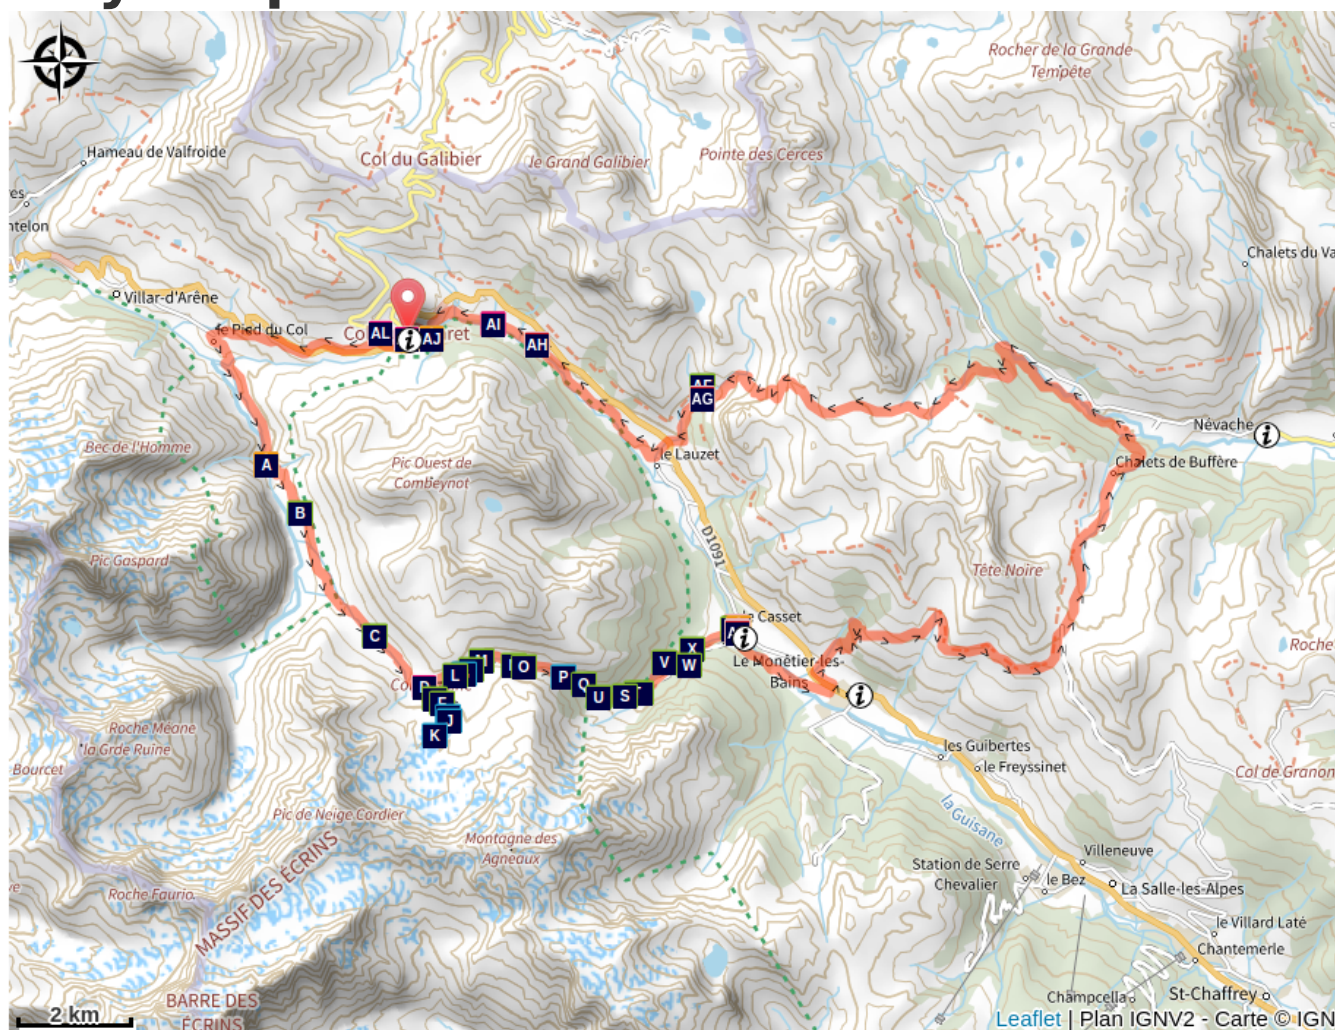 Rocher de la Grande
Tempête
Hameau de Valfroide
Col du Galibier
le Grand Galibier
Pointe des Cerces
Chalets du Va
ntelon
Villar-d'Arêne
le Pied du Col
AL
AJ
AI
AH
AG
Névache
Bec de l'Homme
A
Pic Ouest de
Combeynot
le Lauzet
Chalets de Buffère
B
D1091
Pic Gaspard
Tête Noire
le Casset
C
X
V
W
Le Monêtier-les-
Bains
Roche
L
O
P
U
S
J
K
Roche Méane
la Grde Ruine
Bourcet
les Guibertes
le Freyssinet
Col de Granon
Pic de Neige Cordier
la Guisane
Montagne des
Agneaux
MASSIF DES ÉCRINS
Villeneuve
Station de Serre
Chevalier
le Bez
La Salle-les-Alpes
Roche Faurio
le Villard Laté
Chantemerle
BARRE DES
ÉCRINS
Champcella
St-Chaffrey
2 km
Leaflet | Plan IGNV2 - Carte © IGN